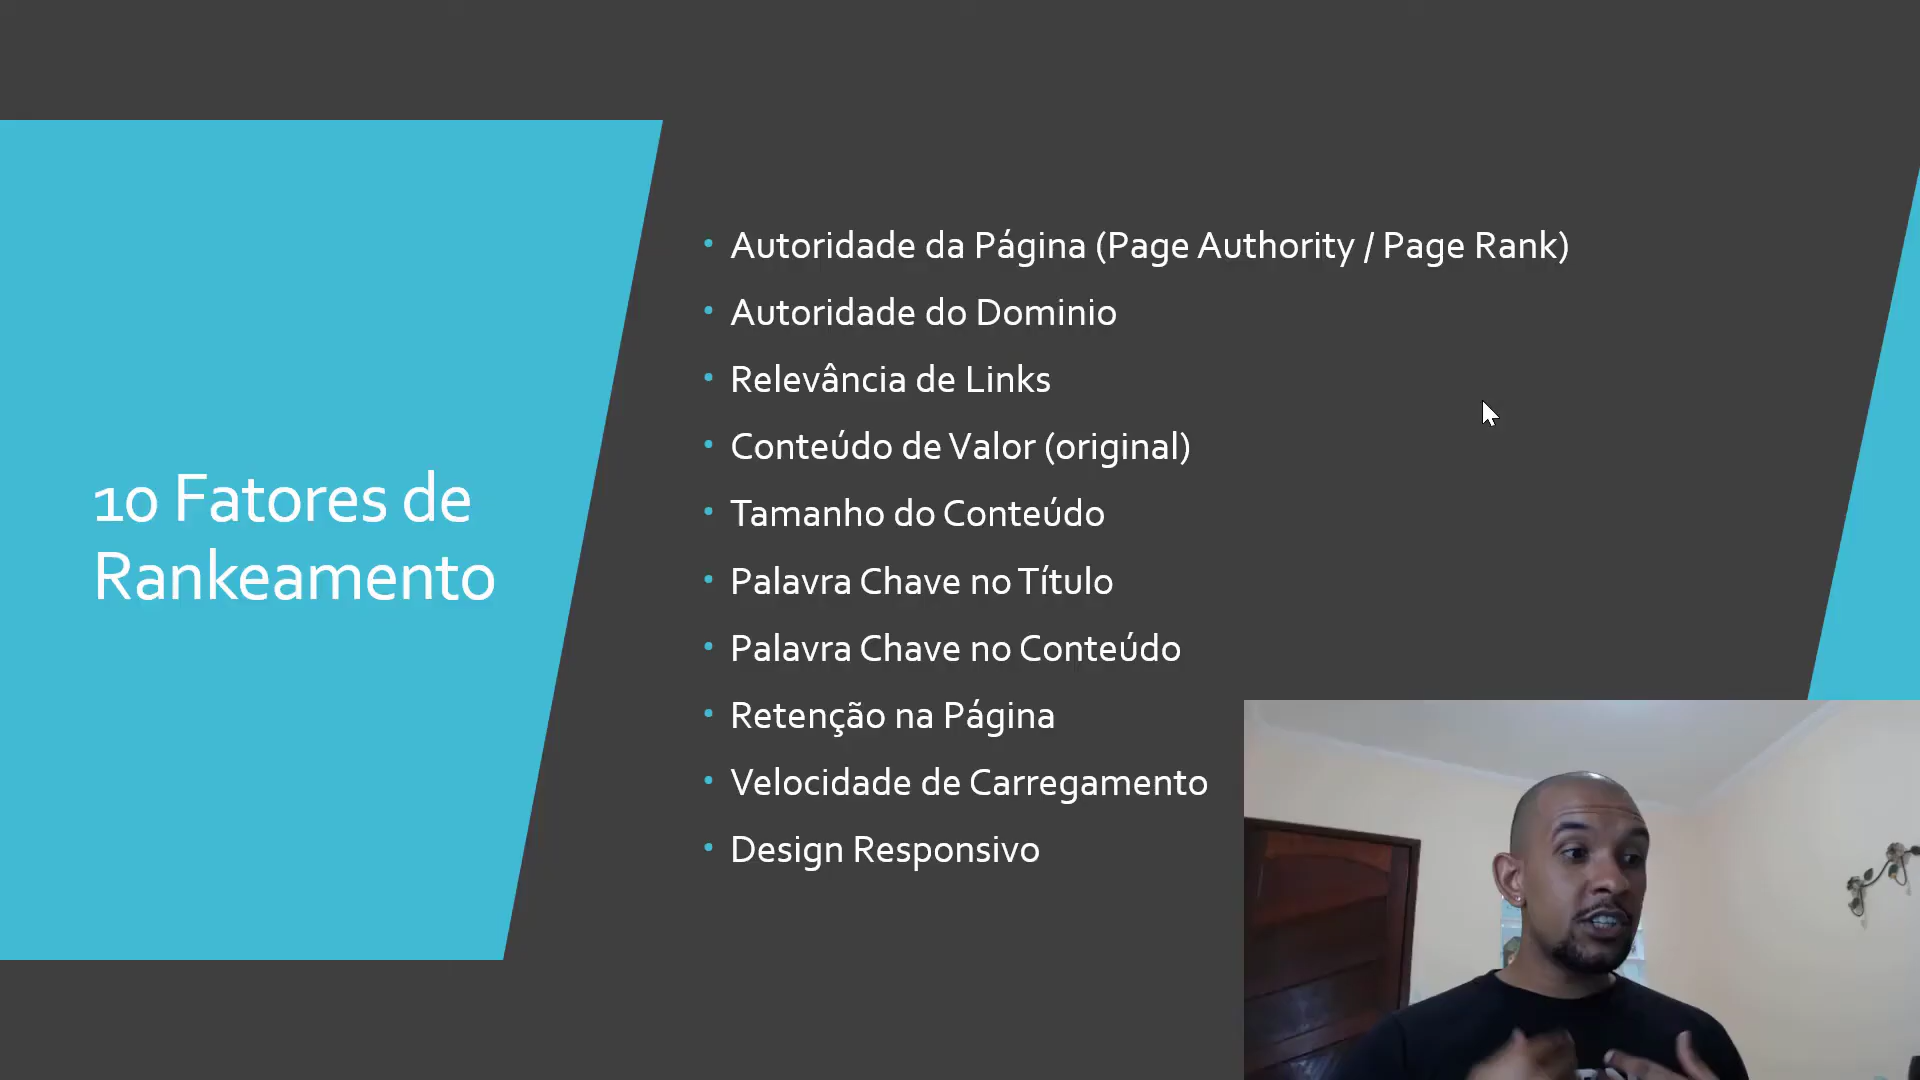 10 Fatores de
Rankeamento
Autoridade da Página (Page Authority / Page Rank)
Autoridade do Dominio
Relevância de Links
Conteúdo de Valor (original)
Tamanho do Conteúdo
Palavra Chave no Título
Palavra Chave no Conteúdo
Retenção na Página
Velocidade de Carregamento
Design Responsivo